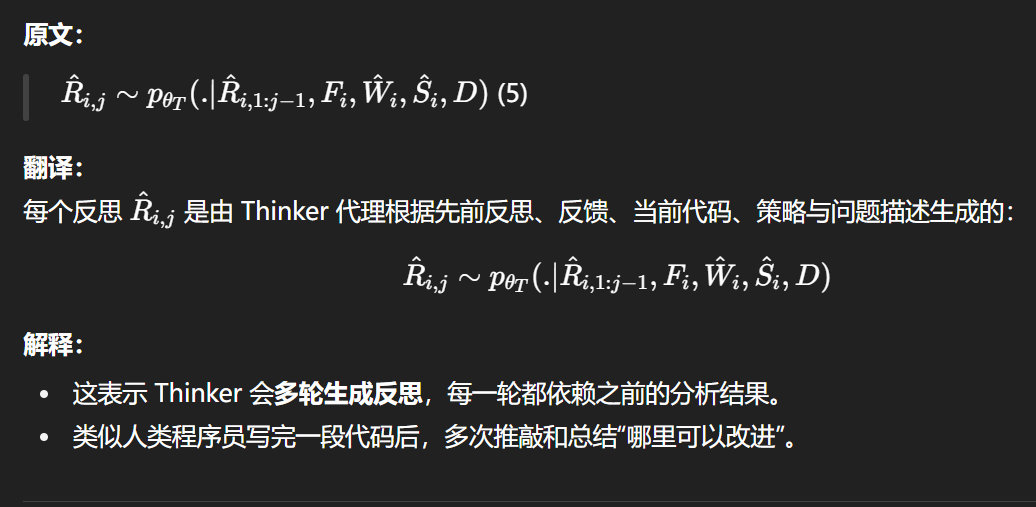 原文：
R̂_{i,j} ∼ p_{θ_T}(.|R̂_{i,1:j−1}, F_i, Ŵ_i, Ŝ_i, D) (5)
翻译：
每个反思 R̂_{i,j} 是由 Thinker 代理根据先前反思、反馈、当前代码、策略与问题描述生成的：
R̂_{i,j} ∼ p_{θ_T}(.|R̂_{i,1:j−1}, F_i, Ŵ_i, Ŝ_i, D)
解释：
• 这表示 Thinker 会多轮生成反思，每一轮都依赖之前的分析结果。
• 类似人类程序员写完一段代码后，多次推敲和总结“哪里可以改进”。